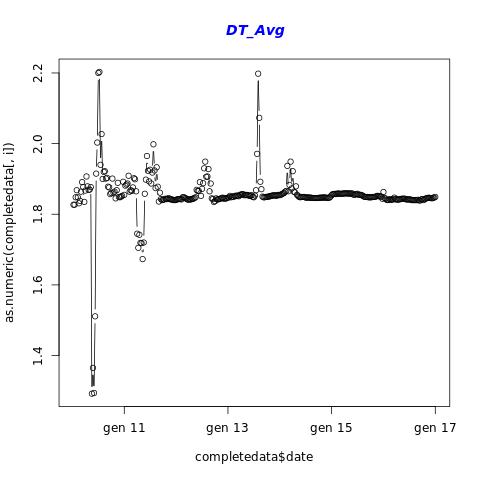 DT_Avg
as.numeric(completedata[, i])
2.2
2.0
1.8
1.6
1.4
gen 11
gen 13
gen 15
gen 17
completedata$date